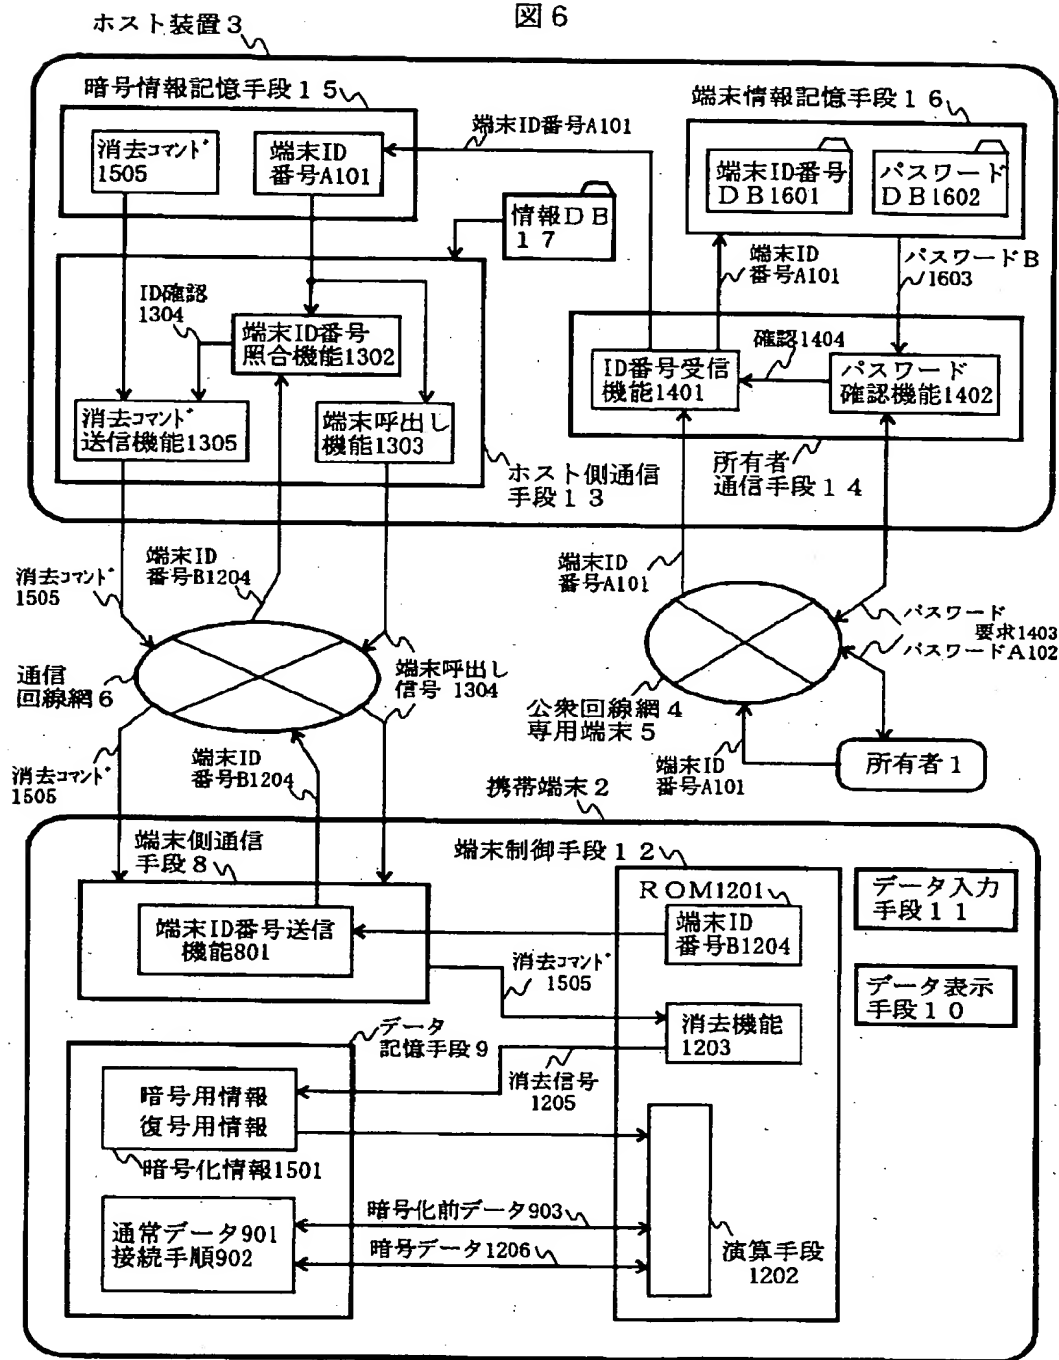 図6
ホスト装置3
暗号情報記憶手段15
消去コマンド
1505
端末ID
番号A101
端末ID番号A101
端末情報記憶手段16
端末ID番号
DB1601
パスワード
DB1602
情報DB
17
端末ID
番号A101
パスワードB
1603
ID確認
1304
端末ID番号
照合機能1302
確認1404
ID番号受信
機能1401
パスワード
確認機能1402
消去コマンド
送信機能1305
端末呼出し
機能1303
ホスト側通信
手段13
所有者
通信手段14
消去コマンド
1505
端末ID
番号B1204
端末ID
番号A101
パスワード
要求1403
パスワードA102
通信
回線網6
端末呼出し
信号 1304
公衆回線網4
専用端末5
消去コマンド
1505
端末ID
番号B1204
端末ID
番号A101
所有者1
携帯端末2
端末側通信
手段8
端末制御手段12
ROM1201
データ入力
手段11
端末ID番号送信
機能801
端末ID
番号B1204
消去コマンド
1505
データ表示
手段10
消去機能
1203
データ
記憶手段9
消去信号
1205
暗号用情報
復号用情報
暗号化情報1501
通常データ901
接続手順902
暗号化前データ903
暗号データ1206
演算手段
1202